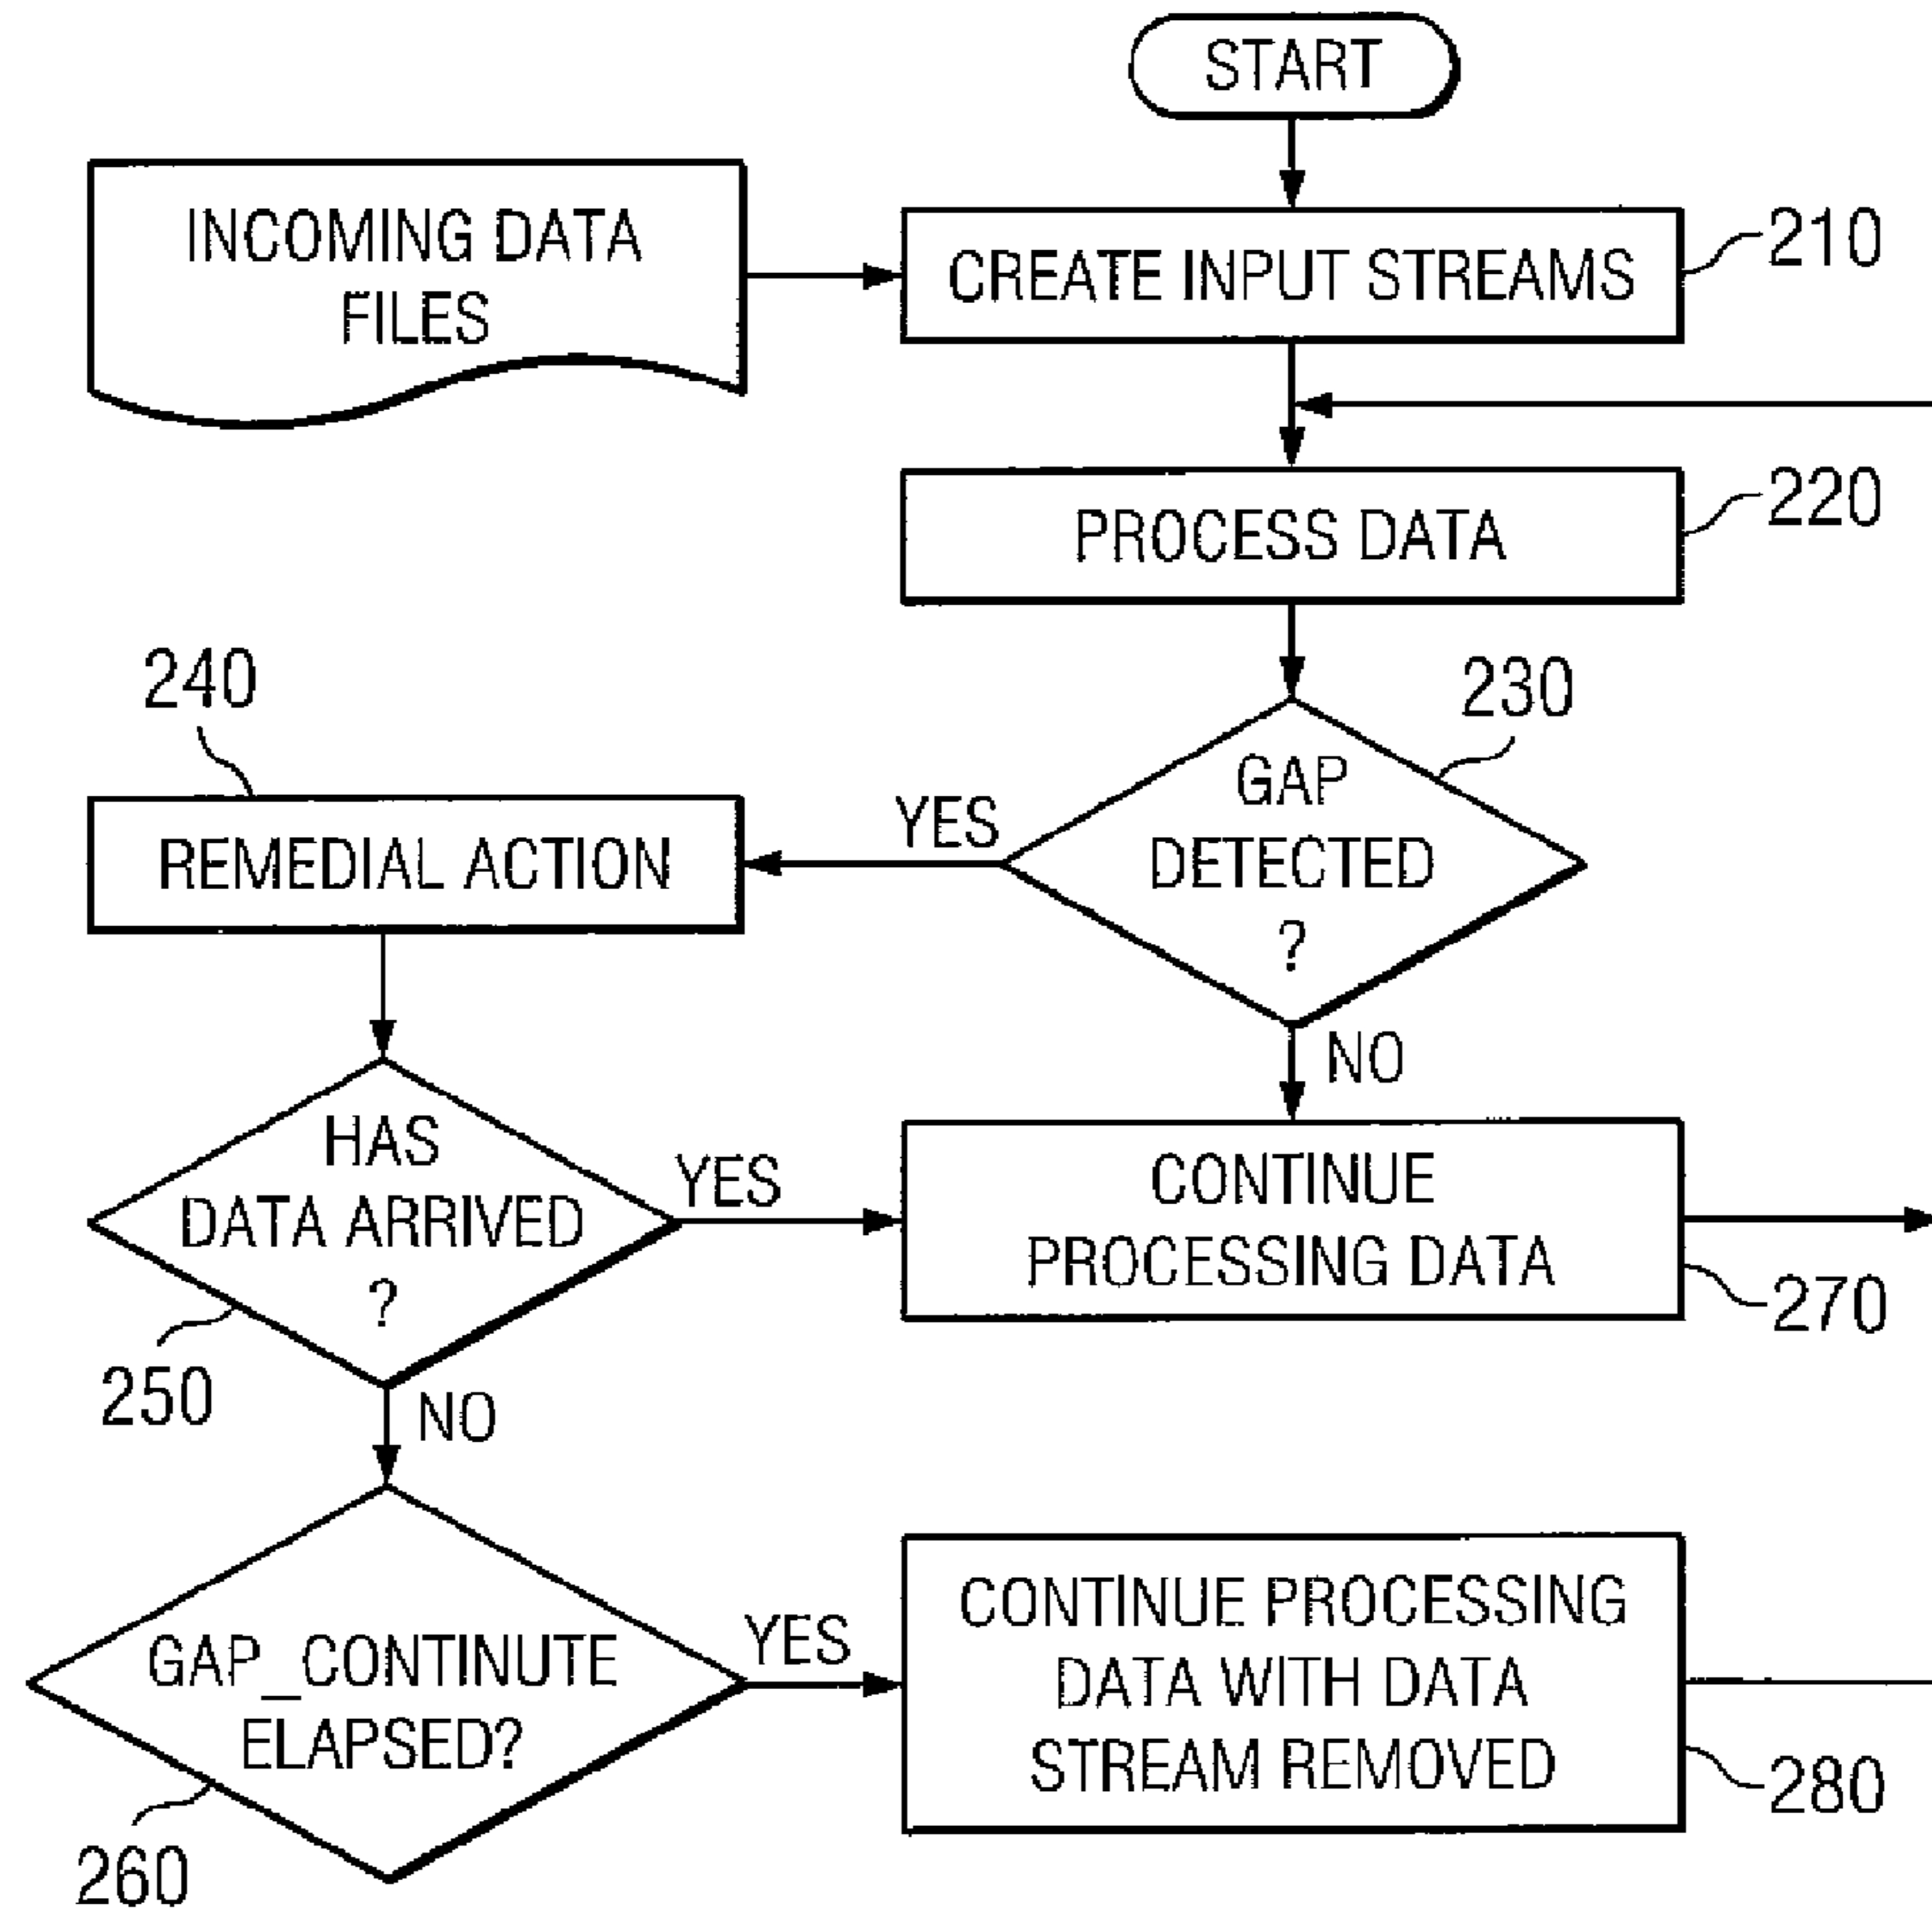 START
INCOMING DATA
FILES
CREATE INPUT STREAMS
210
PROCESS DATA
220
240
230
GAP
DETECTED
?
YES
REMEDIAL ACTION
NO
HAS
DATA ARRIVED
?
YES
CONTINUE
PROCESSING DATA
270
250
NO
GAP_CONTINUTE
ELAPSED?
YES
CONTINUE PROCESSING
DATA WITH DATA
STREAM REMOVED
280
260